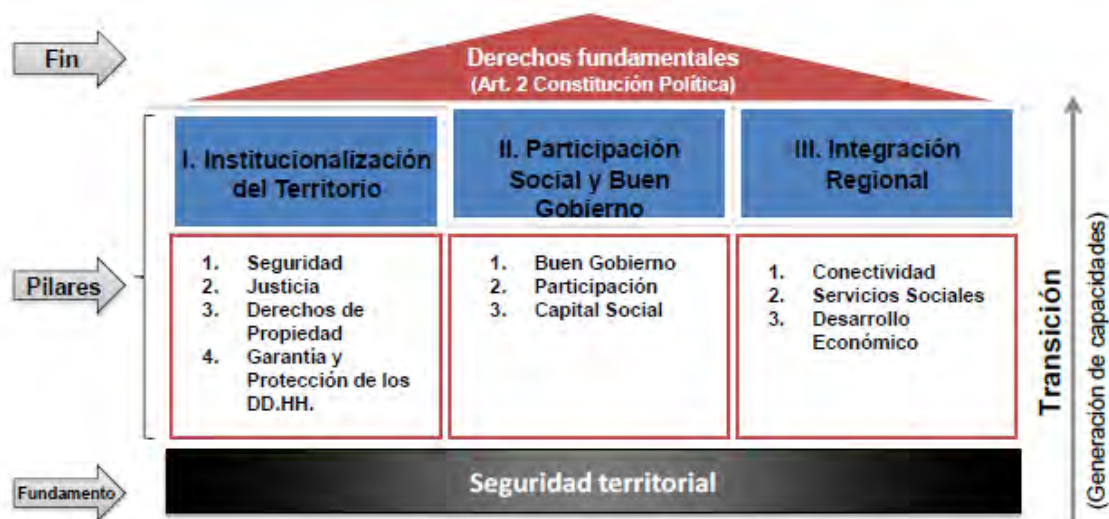 Fin
Derechos fundamentales
(Art. 2 Constitución Política)
I. Institucionalización
del Territorio
II. Participación
Social y Buen
Gobierno
III. Integración
Regional
Pilares
1. Seguridad
2. Justicia
3. Derechos de
Propiedad
4. Garantía y
Protección de los
DD.HH.
1. Buen Gobierno
2. Participación
3. Capital Social
1. Conectividad
2. Servicios Sociales
3. Desarrollo
Económico
Transición
(Generación de capacidades)
Fundamento
Seguridad territorial